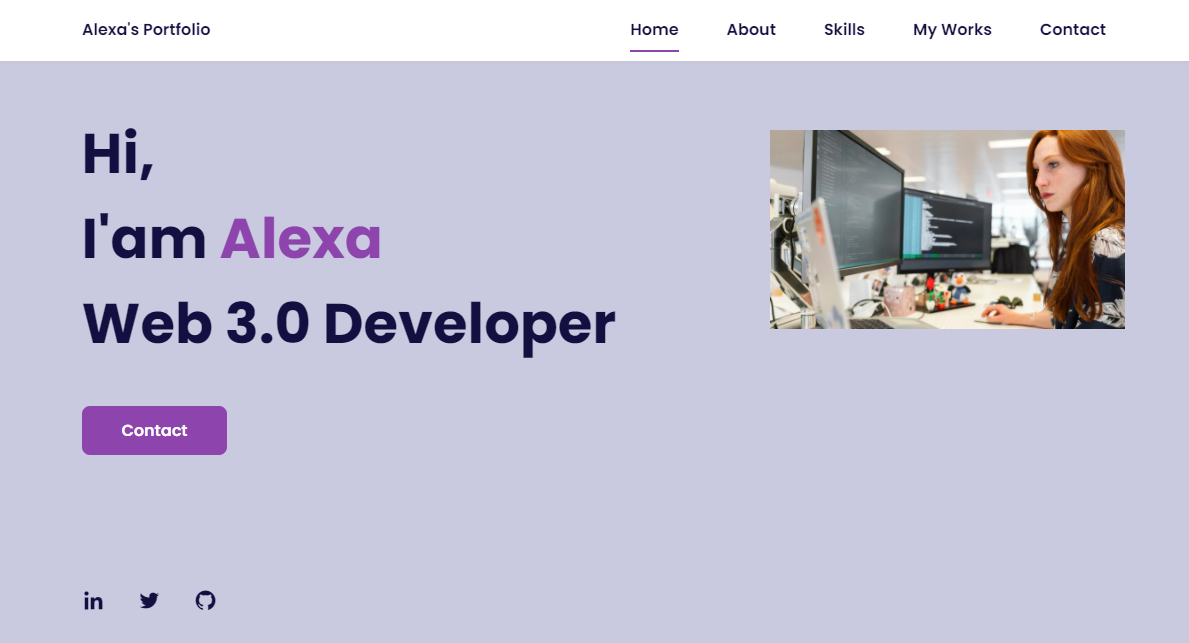 Alexa's Portfolio
Home About Skills My Works Contact
Hi,
I'am Alexa
Web 3.0 Developer
Contact
in